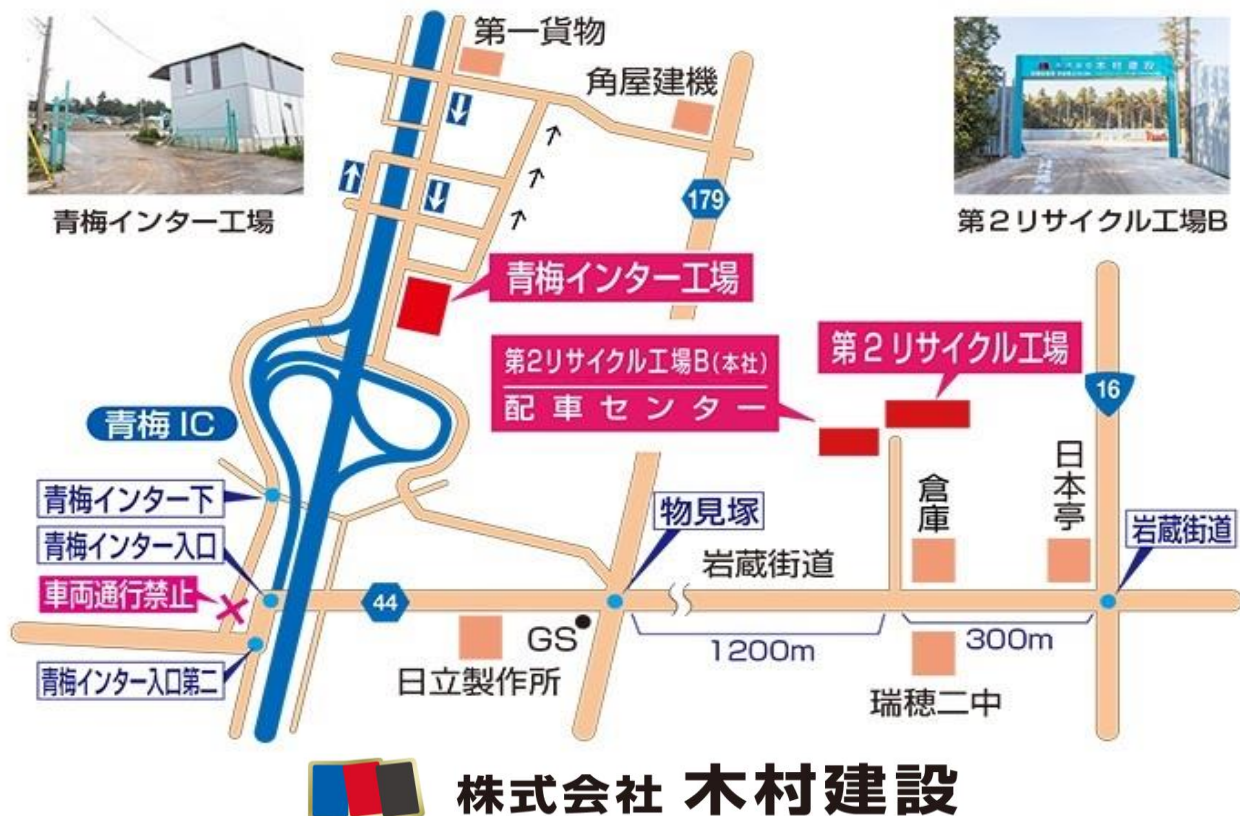 第一貨物
角屋建機
青梅インター工場
第2リサイクル工場B
179
青梅インター工場
第2リサイクル工場B(本社)
配車センター
第2リサイクル工場
16
青梅 IC
青梅インター下
青梅インター入口
車両通行禁止
青梅インター入口第二
44
物見塚
岩蔵街道
倉庫
日本亭
岩蔵街道
GS
日立製作所
1200m
300m
瑞穂二中
株式会社 木村建設
木村建設